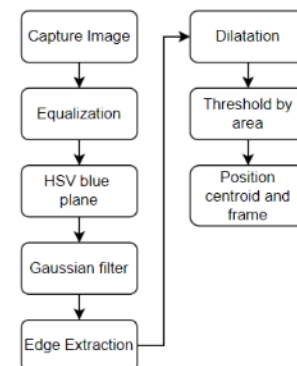 Capture Image
Equalization
HSV blue
plane
Gaussian filter
Edge Extraction
Dilatation
Threshold by
area
Position
centroid and
frame